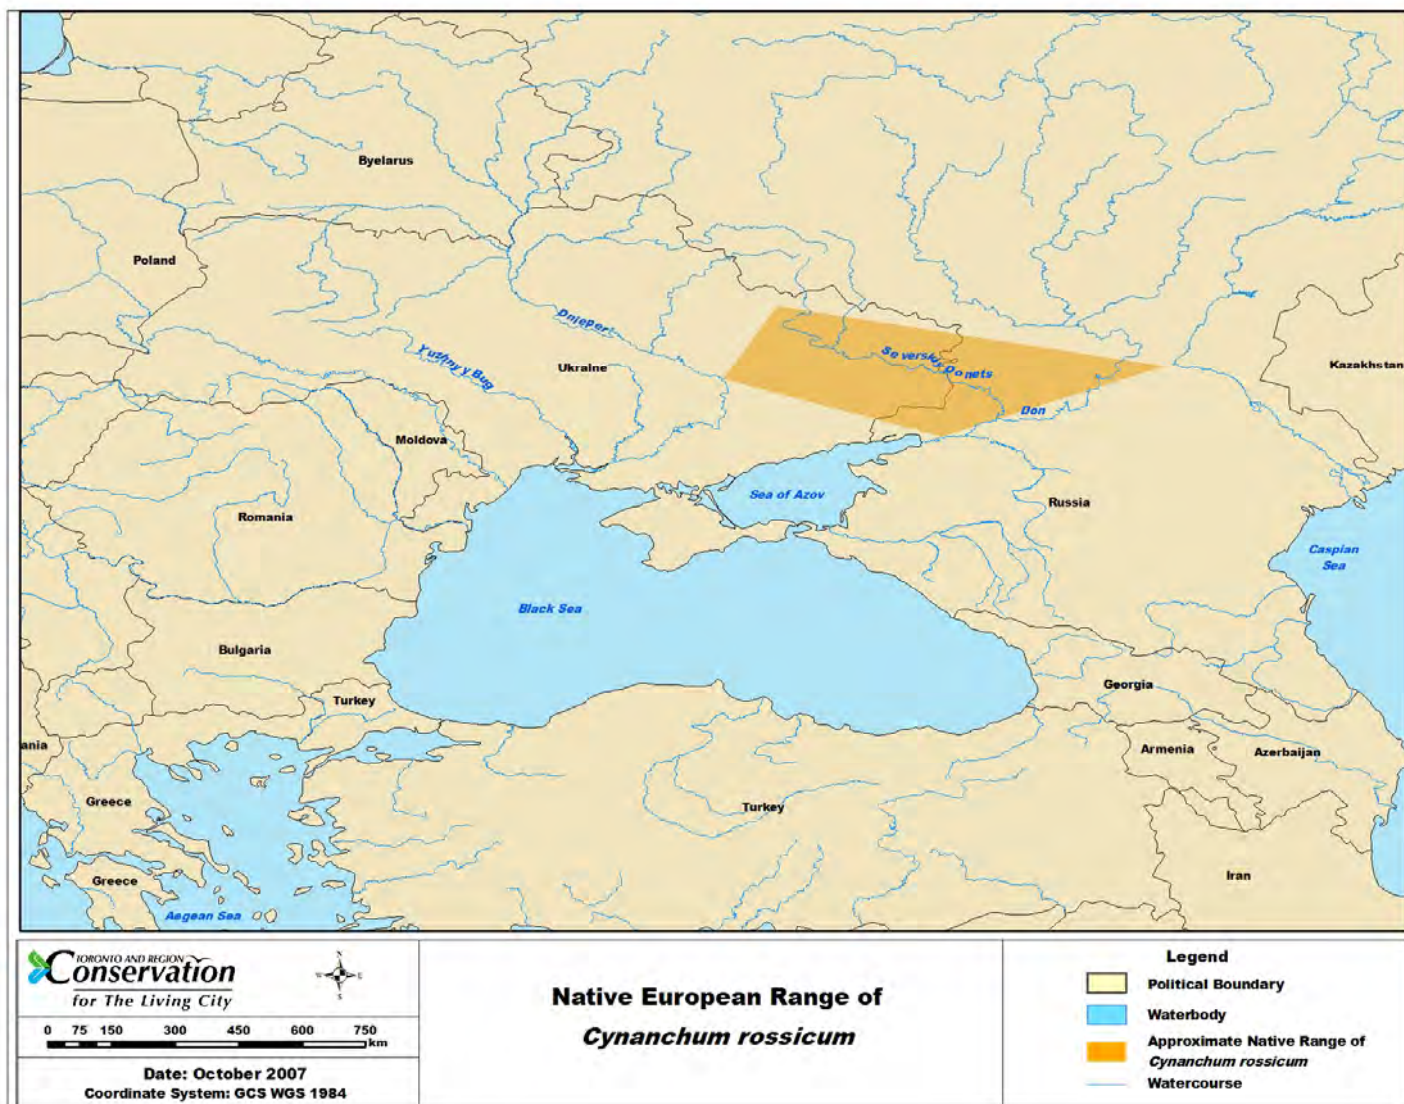 Byelarus
Poland
Dnieper
Yuzhnyy Bug
Ukraine
Severskiy Donets
Kazakhstan
Don
Moldova
Sea of Azov
Russia
Romania
Caspian
Sea
Black Sea
Bulgaria
Georgia
Turkey
ania
Armenia
Azerbaijan
Greece
Turkey
Iran
Greece
Aegean Sea
TORONTO AND REGION
Conservation
for The Living City
N
W E
S
0 75 150 300 450 600 750
km
Date: October 2007
Coordinate System: GCS WGS 1984
Native European Range of
Cynanchum rossicum
Legend
Political Boundary
Waterbody
Approximate Native Range of
Cynanchum rossicum
Watercourse